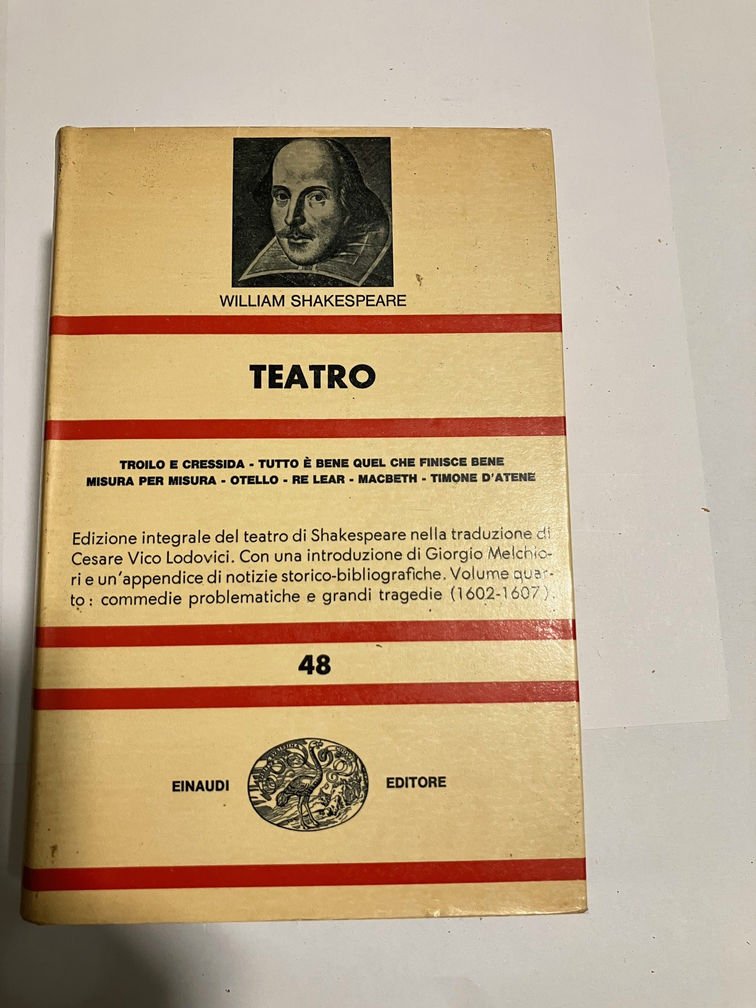 WILLIAM SHAKESPEARE
TEATRO
TROILO E CRESSIDA - TUTTO È BENE QUEL CHE FINISCE BENE
MISURA PER MISURA - OTELLO - RE LEAR - MACBETH - TIMONE D'ATENE
Edizione integrale del teatro di Shakespeare nella traduzione di
Cesare Vico Lodovici. Con una introduzione di Giorgio Melchio-
ri e un'appendice di notizie storico-bibliografiche. Volume quar-
to: commedie problematiche e grandi tragedie (1602-1607).
48
EINAUDI EDITORE